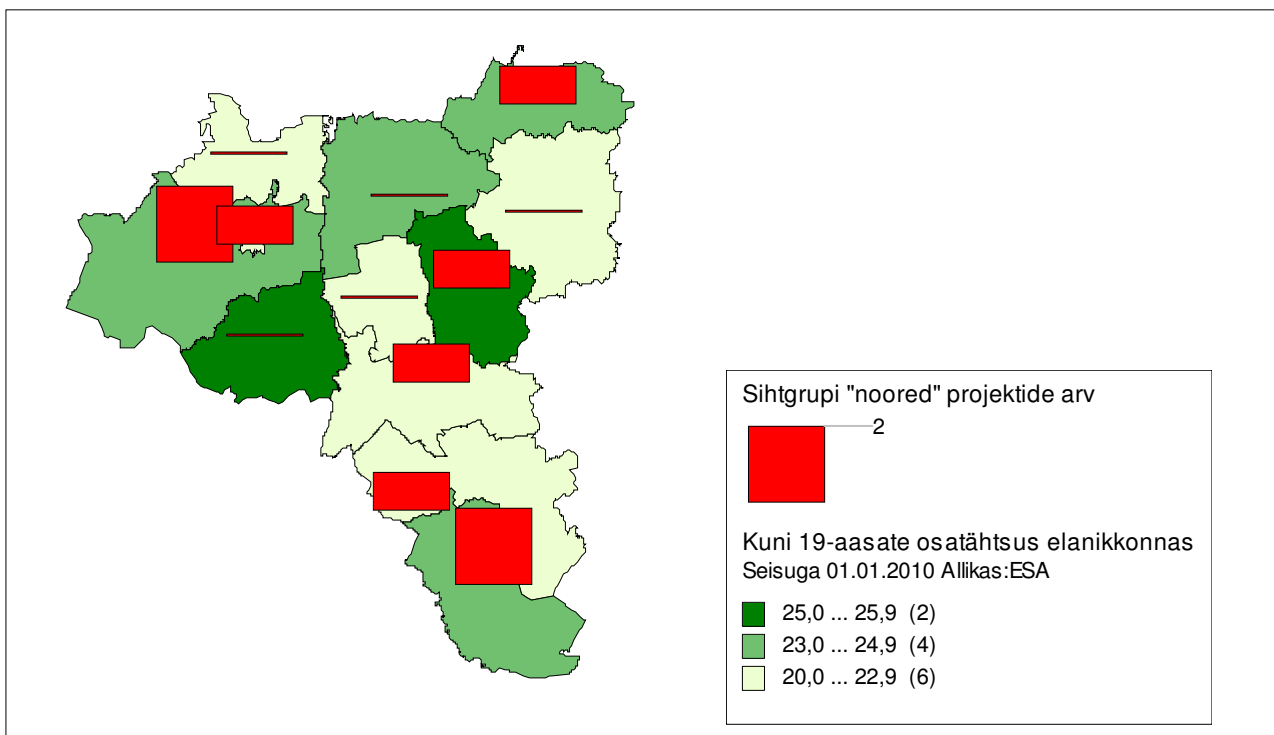 Sihtgrupi "noored" projektide arv
2
Kuni 19-aasate osatähtsus elanikkonnas
Seisuga 01.01.2010 Allikas:ESA
25,0 ... 25,9 (2)
23,0 ... 24,9 (4)
20,0 ... 22,9 (6)